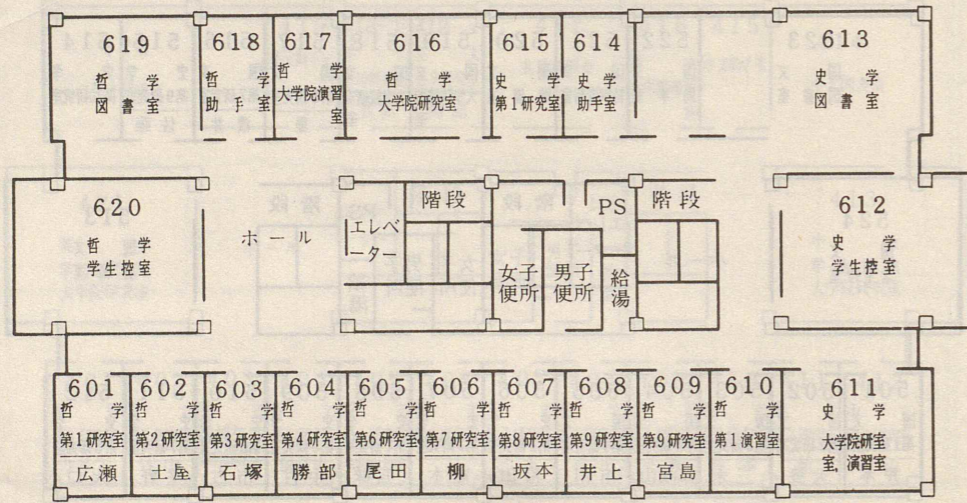 619
哲学
図書室
618
哲学
助手室
617
哲学
大学院演習室
616
哲学
大学院研究室
615
史学
第1研究室
614
史学
助手室
613
史学
図書室
620
哲学
学生控室
ホール
エレベーター
階段
女子便所
男子便所
PS
給湯
階段
612
史学
学生控室
601
哲学
第1研究室
広瀬
602
哲学
第2研究室
土屋
603
哲学
第3研究室
石塚
604
哲学
第4研究室
勝部
605
哲学
第6研究室
尾田
606
哲学
第7研究室
柳
607
哲学
第8研究室
坂本
608
哲学
第9研究室
井上
609
哲学
第9研究室
宮島
610
哲学
第1演習室
611
史学
大学院研究室
室,演習室